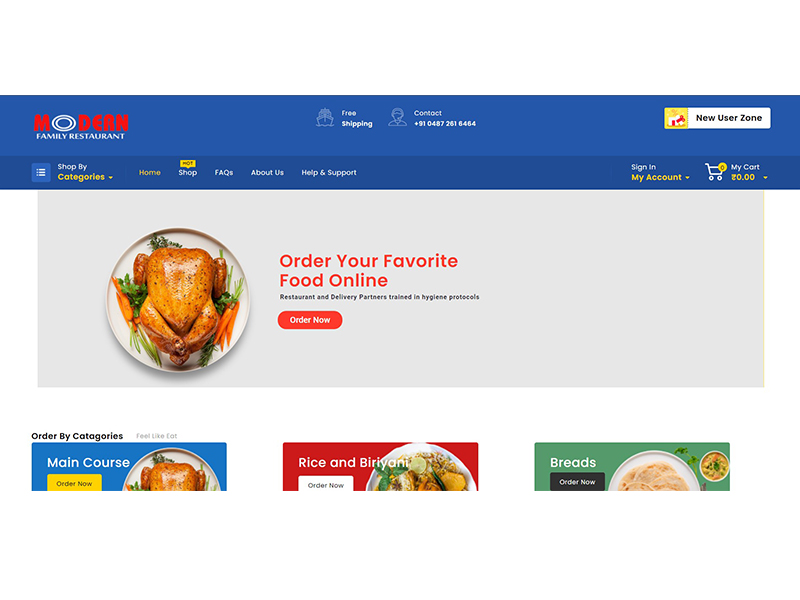 MODEAN
FAMILY RESTAURANT
Free
Shipping
Contact
+91 0487 261 6464
New User Zone
Shop By
Categories
Home
HOT
Shop
FAQs
About Us
Help & Support
Sign In
My Account
0
My Cart
₹0.00
Order Your Favorite
Food Online
Restaurant and Delivery Partners trained in hygiene protocols
Order Now
Order By Catagories
Feel Like Eat
Main Course
Order Now
Rice and Biriyani
Order Now
Breads
Order Now